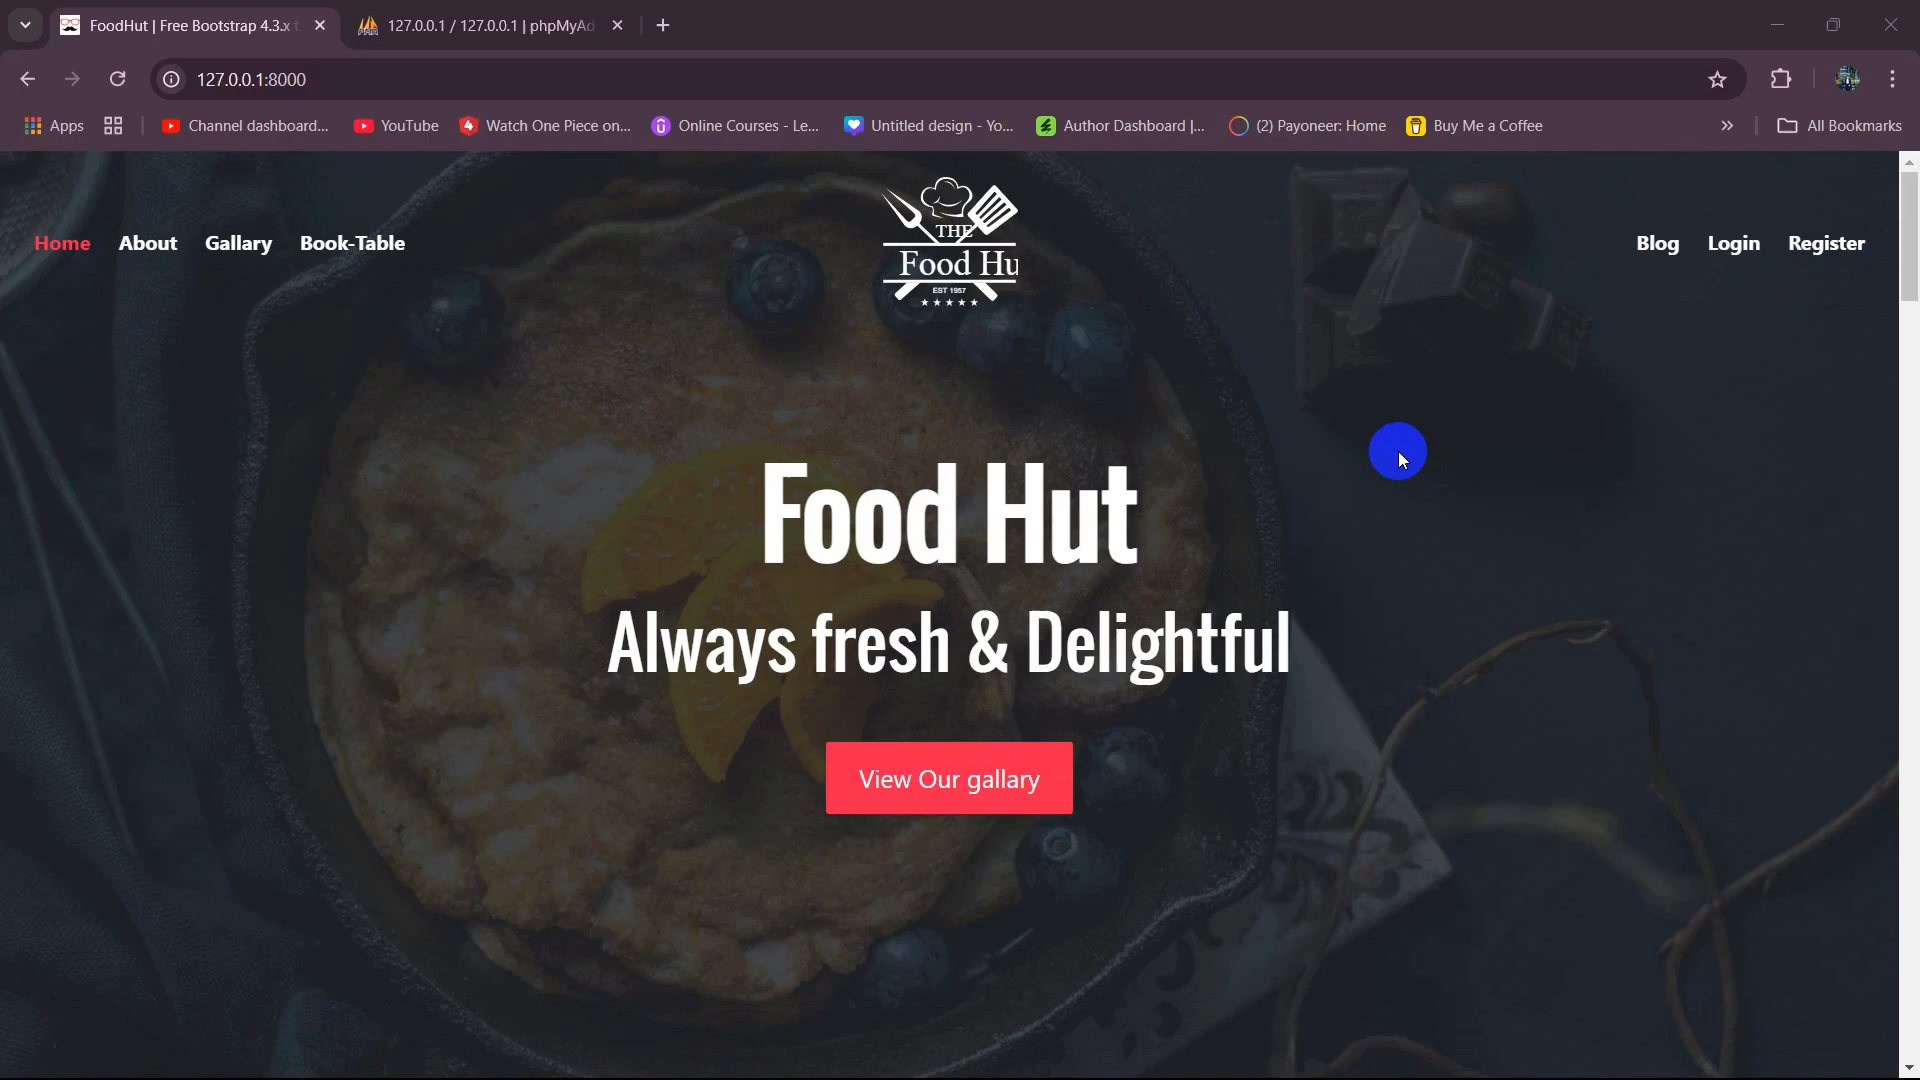 FoodHut | Free Bootstrap 4.3.x t
127.0.0.1 / 127.0.0.1 | phpMyAd
127.0.0.1:8000
Apps
Channel dashboard...
YouTube
Watch One Piece on...
Online Courses - Le...
Untitled design - Yo...
Author Dashboard |...
(2) Payoneer: Home
Buy Me a Coffee
All Bookmarks
Home
About
Gallary
Book-Table
THE
Food Hu
EST 1957
Blog
Login
Register
Food Hut
Always fresh & Delightful
View Our gallary